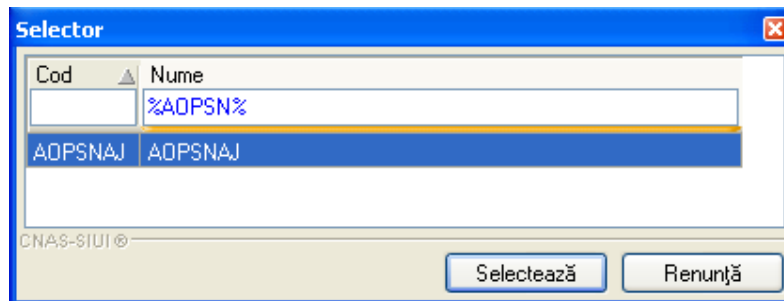 Selector
Cod Nume
%AOPSN%
AOPSNAJ AOPSNAJ
CNAS-SIUI®
Selectează Renunţă